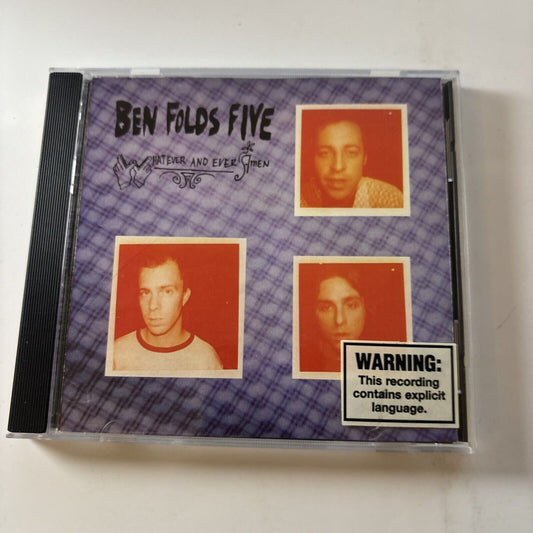 BEN FOLDS FIVE
WHATEVER AND EVER AMEN
WARNING:
This recording
contains explicit
language.